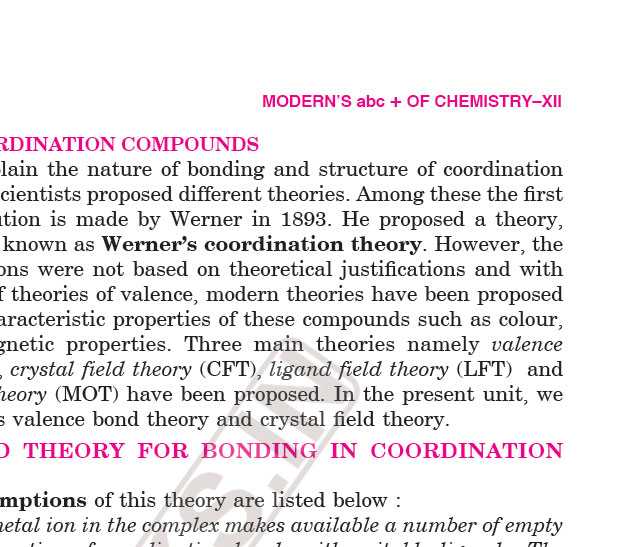 MODERN'S abc + OF CHEMISTRY–XII
RDINATION COMPOUNDS
lain the nature of bonding and structure of coordination
cientists proposed different theories. Among these the first
ution is made by Werner in 1893. He proposed a theory,
known as Werner's coordination theory. However, the
ons were not based on theoretical justifications and with
f theories of valence, modern theories have been proposed
aracteristic properties of these compounds such as colour,
gnetic properties. Three main theories namely valence
, crystal field theory (CFT), ligand field theory (LFT) and
heory (MOT) have been proposed. In the present unit, we
s valence bond theory and crystal field theory.
D THEORY FOR BONDING IN COORDINATION
mptions of this theory are listed below :
metal ion in the complex makes available a number of empty
S.IN